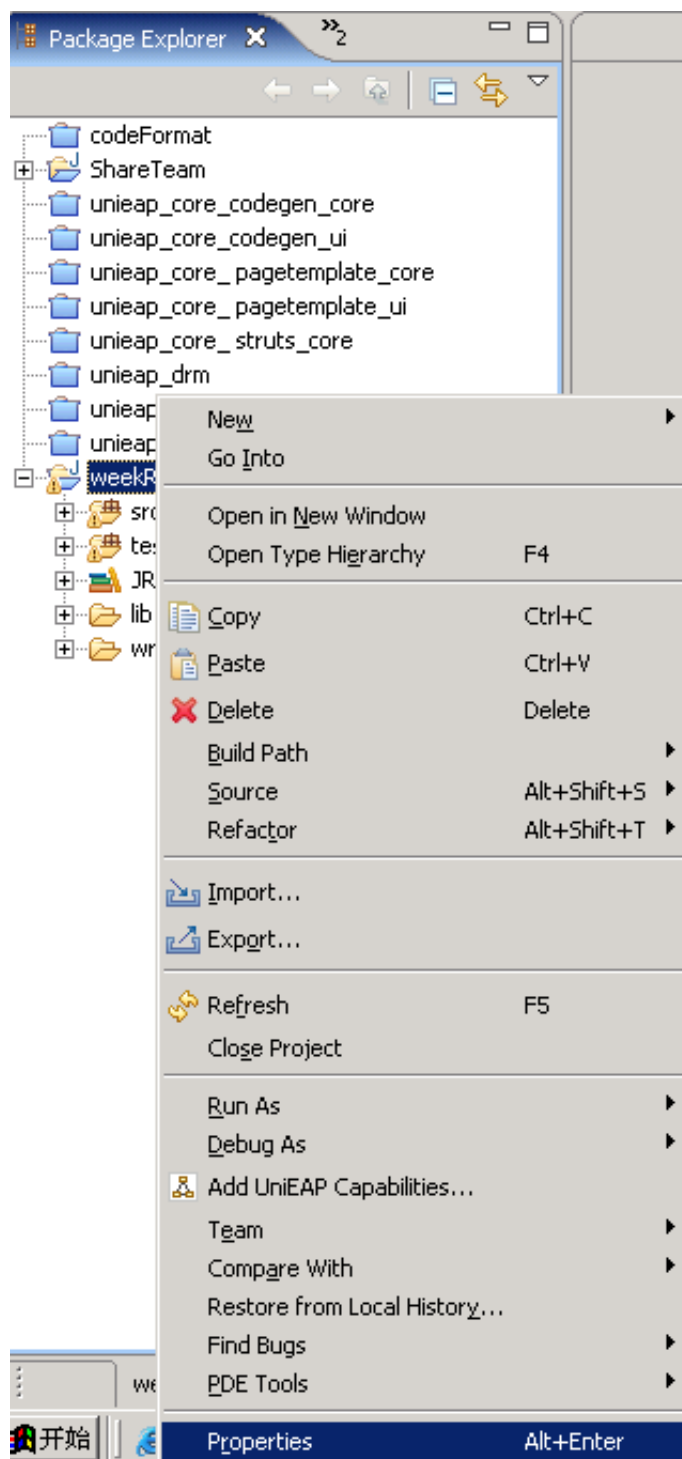 Package Explorer
»2
codeFormat
ShareTeam
unieap_core_codegen_core
unieap_core_codegen_ui
unieap_core_ pagetemplate_core
unieap_core_ pagetemplate_ui
unieap_core_ struts_core
unieap_drm
unieap
unieap
weekR
src
tes
JR
lib
wr
New
Go Into
Open in New Window
Open Type Hierarchy F4
Copy Ctrl+C
Paste Ctrl+V
Delete Delete
Build Path
Source Alt+Shift+S
Refactor Alt+Shift+T
Import...
Export...
Refresh F5
Close Project
Run As
Debug As
Add UniEAP Capabilities...
Team
Compare With
Restore from Local History...
Find Bugs
PDE Tools
we
开始
Properties Alt+Enter